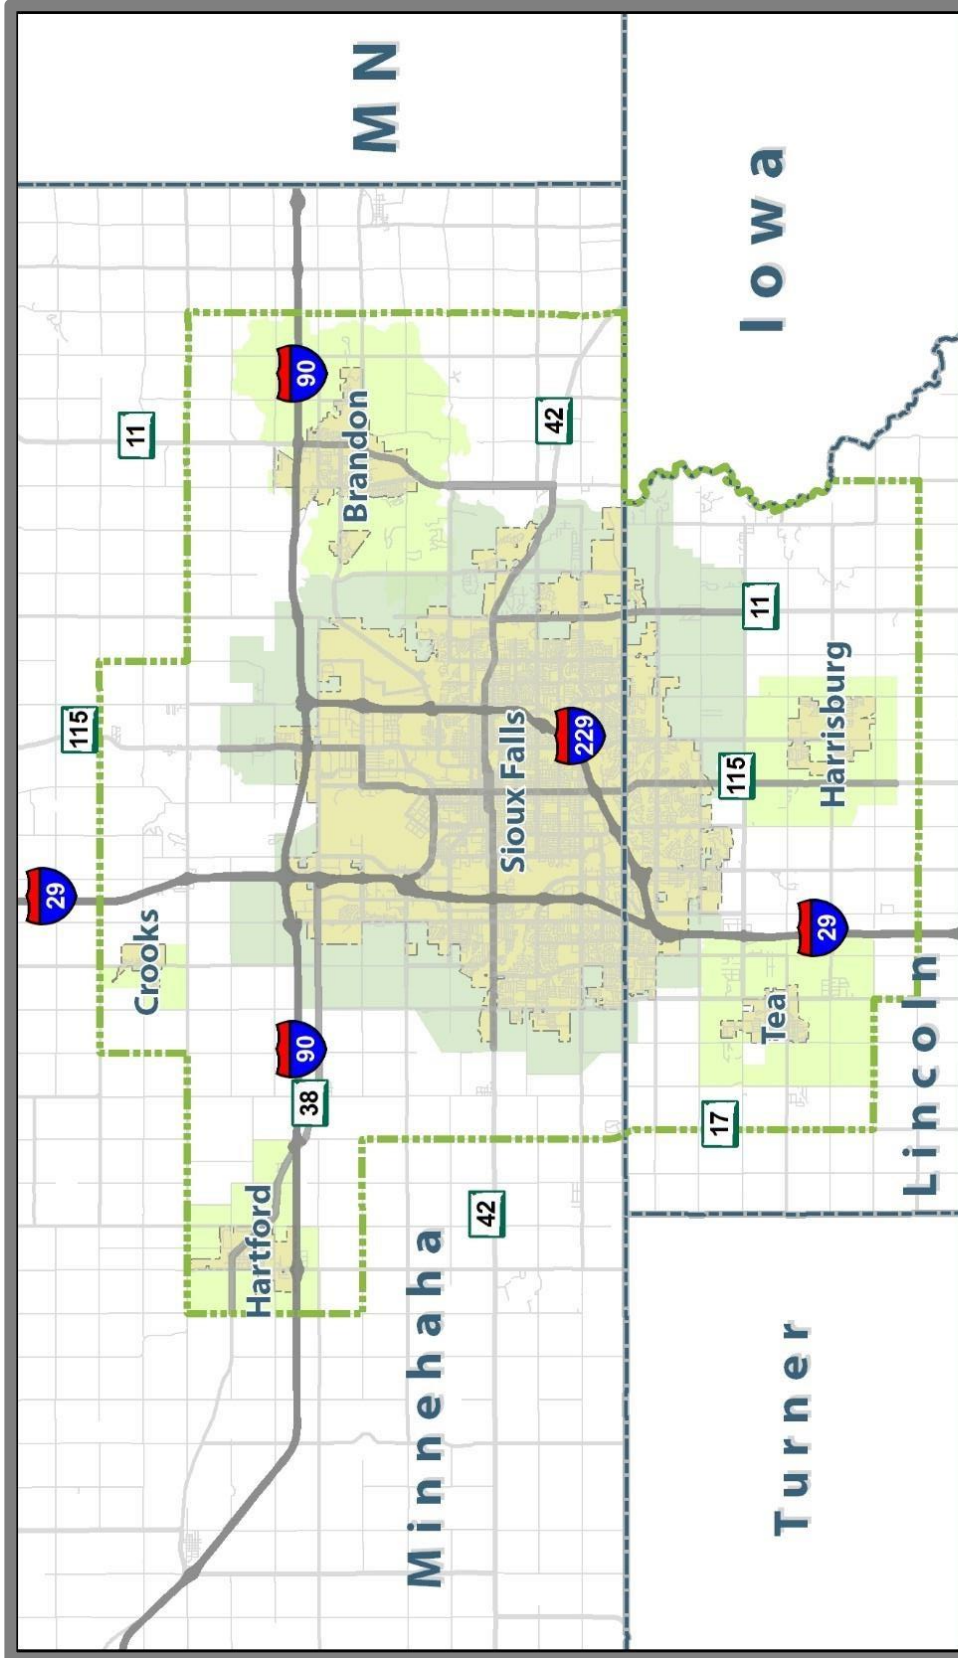 29
115
11
Crooks
Hartford
38
90
90
Brandon
MN
Minnehaha
42
Sioux Falls
229
42
17
Tea
29
115
Harrisburg
11
Iowa
Turner
Lincoln